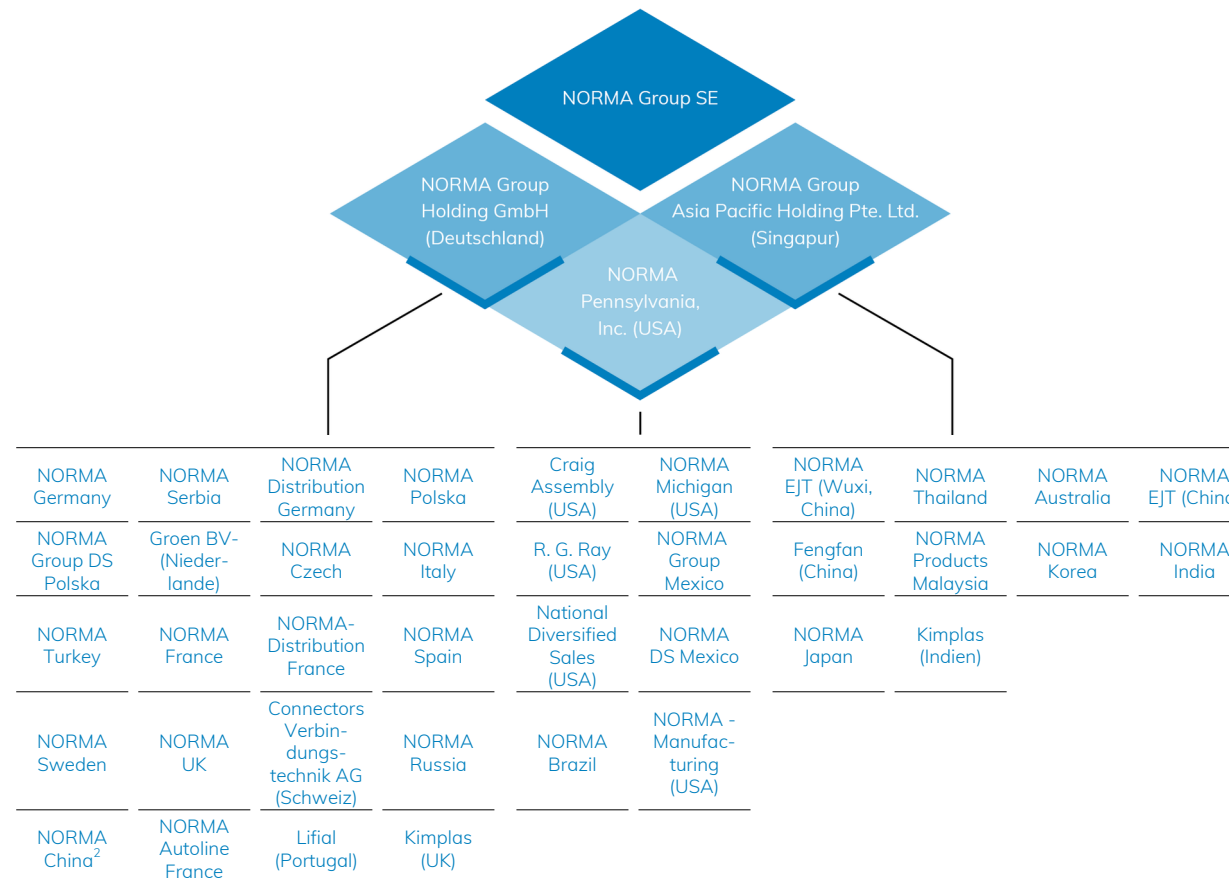 NORMA Group SE
NORMA Group
Holding GmbH
(Deutschland)
NORMA Group
Asia Pacific Holding Pte. Ltd.
(Singapur)
NORMA
Pennsylvania,
Inc. (USA)
NORMA
Germany
NORMA
Serbia
NORMA
Distribution
Germany
NORMA
Polska
Craig
Assembly
(USA)
NORMA
Michigan
(USA)
NORMA
EJT (Wuxi,
China)
NORMA
Thailand
NORMA
Australia
NORMA
EJT (China
NORMA
Group DS
Polska
Groen BV-
(Nieder-
lande)
NORMA
Czech
NORMA
Italy
R. G. Ray
(USA)
NORMA
Group
Mexico
Fengfan
(China)
NORMA
Products
Malaysia
NORMA
Korea
NORMA
India
NORMA
Turkey
NORMA
France
NORMA-
Distribution
France
NORMA
Spain
National
Diversified
Sales
(USA)
NORMA
DS Mexico
NORMA
Japan
Kimplas
(Indien)
NORMA
Sweden
NORMA
UK
Connectors
Verbin-
dungs-
technik AG
(Schweiz)
NORMA
Russia
NORMA
Brazil
NORMA -
Manufac-
turing
(USA)
NORMA
China²
NORMA
Autoline
France
Lifial
(Portugal)
Kimplas
(UK)